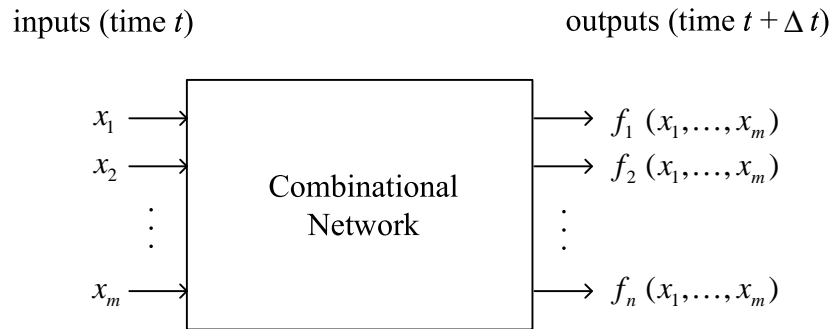 inputs (time t) outputs (time t + Δ t)
x₁ f₁ (x₁,…, xₘ)
x₂ f₂ (x₁,…, xₘ)
Combinational
Network
xₘ fₙ (x₁,…, xₘ)